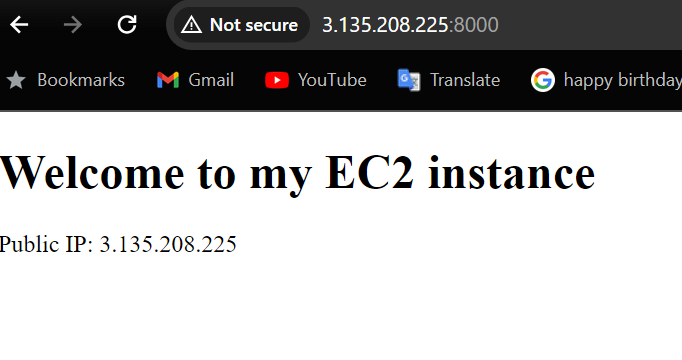 Not secure 3.135.208.225:8000
Bookmarks Gmail YouTube Translate happy birthday
Welcome to my EC2 instance
Public IP: 3.135.208.225